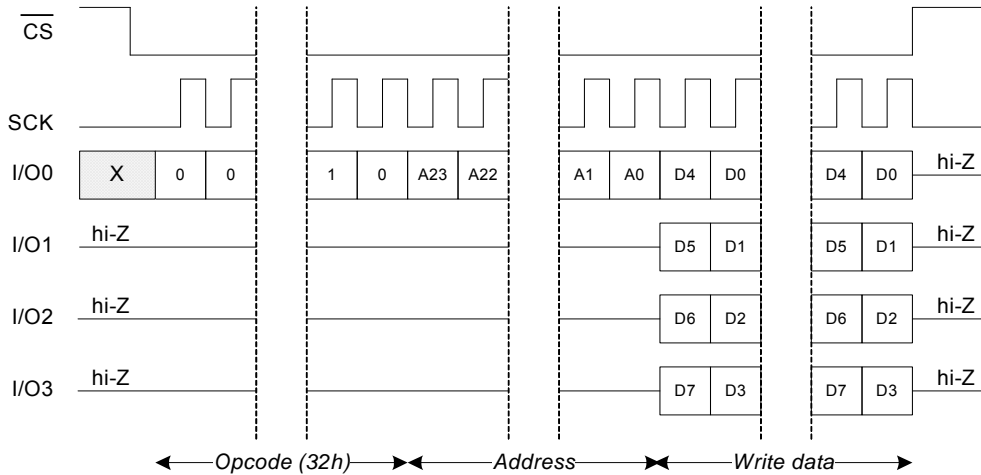 CS
SCK
I/O0 X 0 0 1 0 A23 A22 A1 A0 D4 D0 D4 D0 hi-Z
I/O1 hi-Z D5 D1 D5 D1 hi-Z
I/O2 hi-Z D6 D2 D6 D2 hi-Z
I/O3 hi-Z D7 D3 D7 D3 hi-Z
Opcode (32h) Address Write data